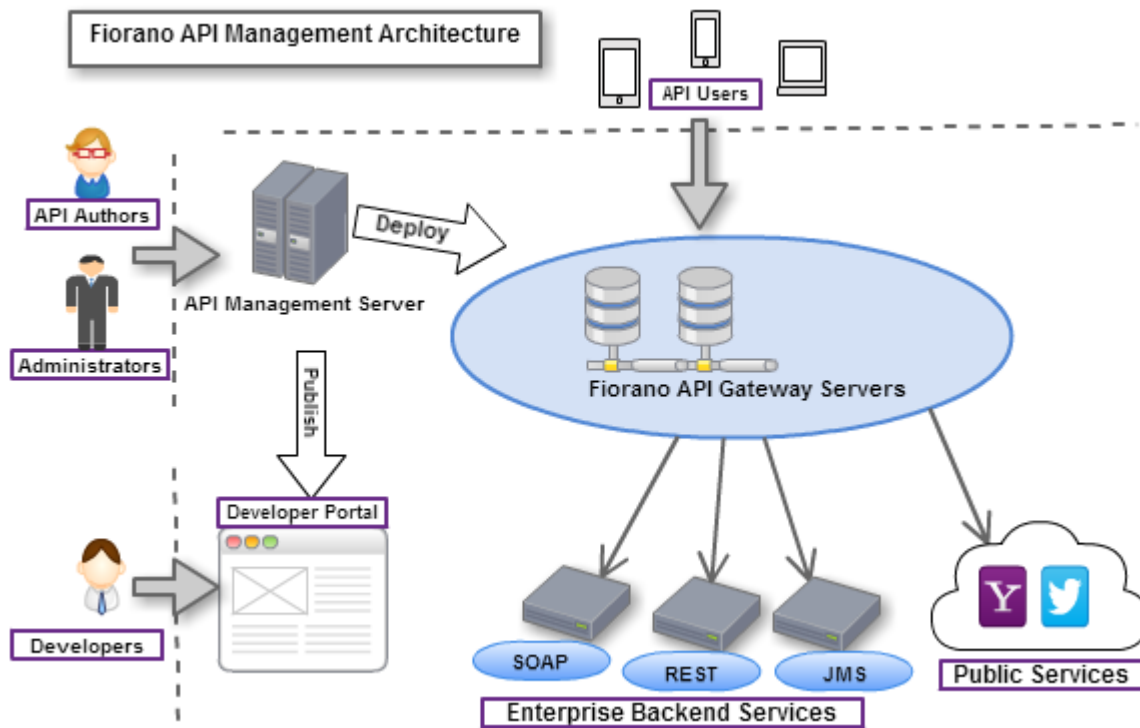 Fiorano API Management Architecture
API Users
API Authors
Deploy
API Management Server
Administrators
Fiorano API Gateway Servers
Publish
Developer Portal
Developers
SOAP
REST
JMS
Y
Public Services
Enterprise Backend Services